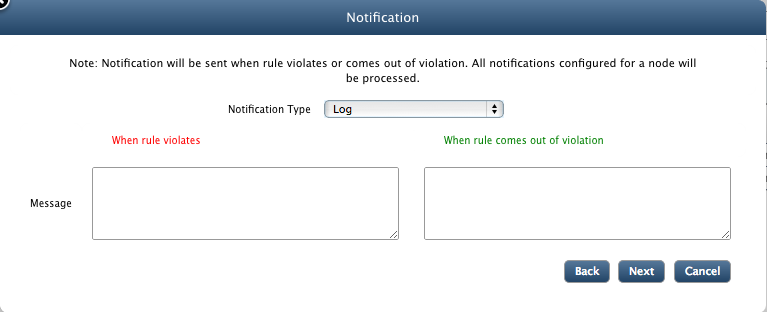 Notification
Note: Notification will be sent when rule violates or comes out of violation. All notifications configured for a node will
be processed.
Notification Type Log
When rule violates When rule comes out of violation
Message
Back Next Cancel